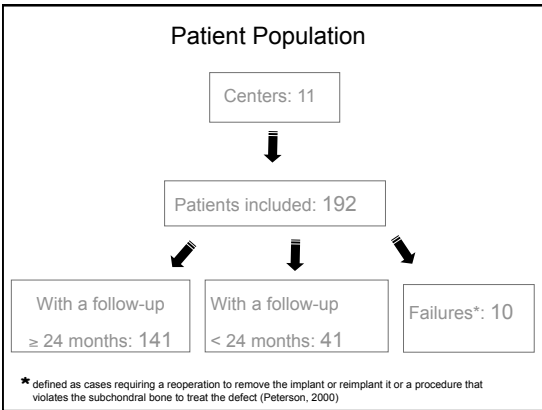 Patient Population
Centers: 11
Patients included: 192
With a follow-up
≥ 24 months: 141
With a follow-up
< 24 months: 41
Failures*: 10
* defined as cases requiring a reoperation to remove the implant or reimplant it or a procedure that
violates the subchondral bone to treat the defect (Peterson, 2000)